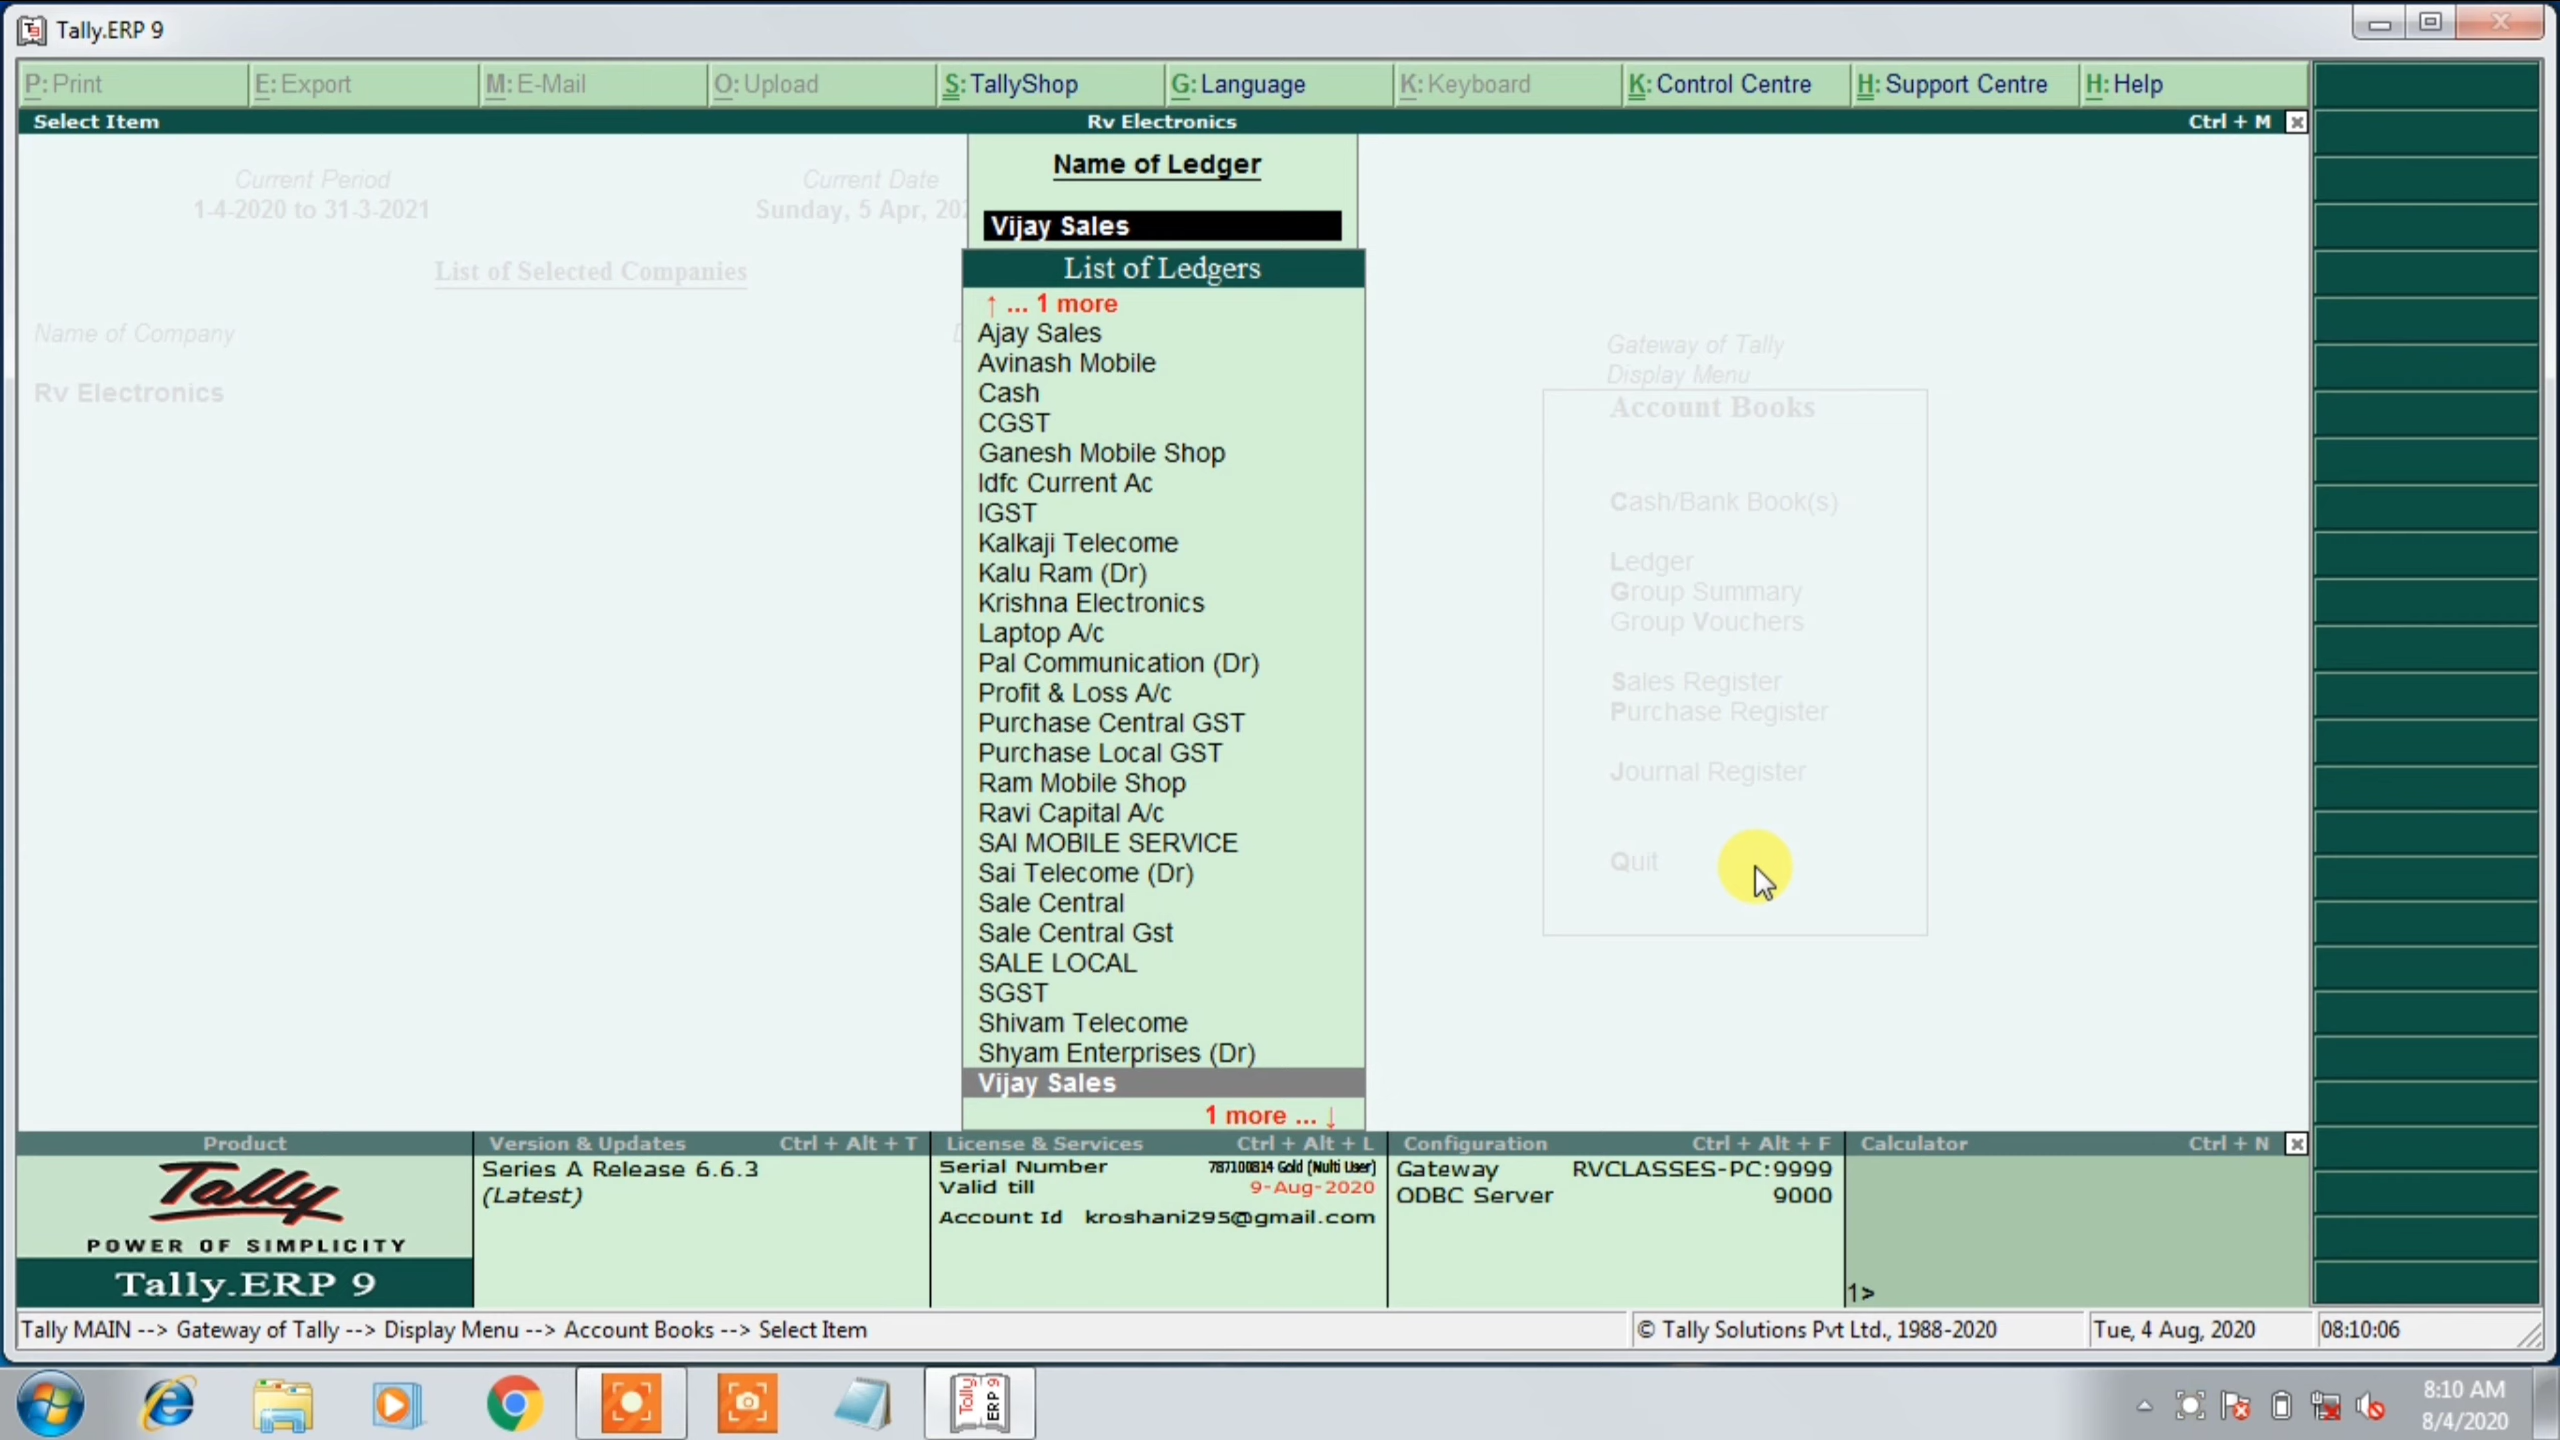 Tally.ERP 9
P: Print
E: Export
M: E-Mail
O: Upload
S: TallyShop
G: Language
K: Keyboard
K: Control Centre
H: Support Centre
H: Help
Select Item
Rv Electronics
Ctrl + M
Current Period
1-4-2020 to 31-3-2021
Current Date
Sunday, 5 Apr,
List of Selected Companies
Name of Company
Rv Electronics
Name of Ledger
Vijay Sales
List of Ledgers
↑ ... 1 more
Ajay Sales
Avinash Mobile
Cash
CGST
Ganesh Mobile Shop
Idfc Current Ac
IGST
Kalkaji Telecome
Kalu Ram (Dr)
Krishna Electronics
Laptop A/c
Pal Communication (Dr)
Profit & Loss A/c
Purchase Central GST
Purchase Local GST
Ram Mobile Shop
Ravi Capital A/c
SAI MOBILE SERVICE
Sai Telecome (Dr)
Sale Central
Sale Central Gst
SALE LOCAL
SGST
Shivam Telecome
Shyam Enterprises (Dr)
Vijay Sales
1 more ... ↓
Gateway of Tally
Display Menu
Account Books
Cash/Bank Book(s)
Ledger
Group Summary
Group Vouchers
Sales Register
Purchase Register
Journal Register
Quit
Product
Tally
POWER OF SIMPLICITY
Tally.ERP 9
Version & Updates Ctrl + Alt + T
Series A Release 6.6.3
(Latest)
License & Services Ctrl + Alt + L
Serial Number 787100814 Gold (Multi User)
Valid till 9-Aug-2020
Account Id kroshani295@gmail.com
Configuration Ctrl + Alt + F
Gateway RVCLASSES-PC:9999
ODBC Server 9000
Calculator Ctrl + N
1>
Tally MAIN --> Gateway of Tally --> Display Menu --> Account Books --> Select Item
© Tally Solutions Pvt Ltd., 1988-2020
Tue, 4 Aug, 2020
08:10:06
Tally
ERP 9
8:10 AM
8/4/2020